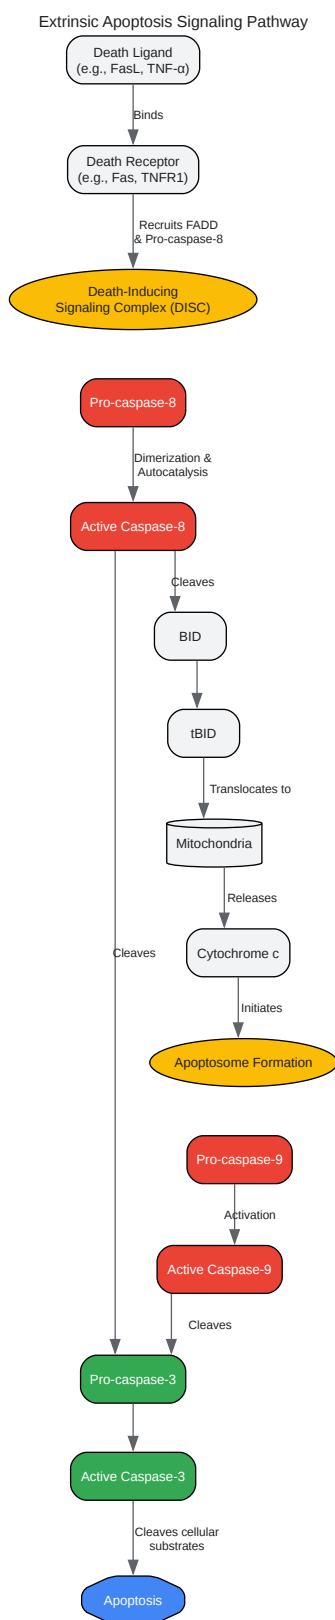 Extrinsic Apoptosis Signaling Pathway
Death Ligand
(e.g., FasL, TNF-α)
Binds
Death Receptor
(e.g., Fas, TNFR1)
Recruits FADD
& Pro-caspase-8
Death-Inducing
Signaling Complex (DISC)
Pro-caspase-8
Dimerization &
Autocatalysis
Active Caspase-8
Cleaves
BID
tBID
Translocates to
Mitochondria
Releases
Cytochrome c
Cleaves
Initiates
Apoptosome Formation
Pro-caspase-9
Activation
Active Caspase-9
Cleaves
Pro-caspase-3
Active Caspase-3
Cleaves cellular
substrates
Apoptosis